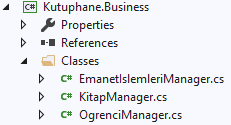 C# Kutuphane.Business
Properties
References
Classes
C# EmanetIslemleriManager.cs
C# KitapManager.cs
C# OgrenciManager.cs